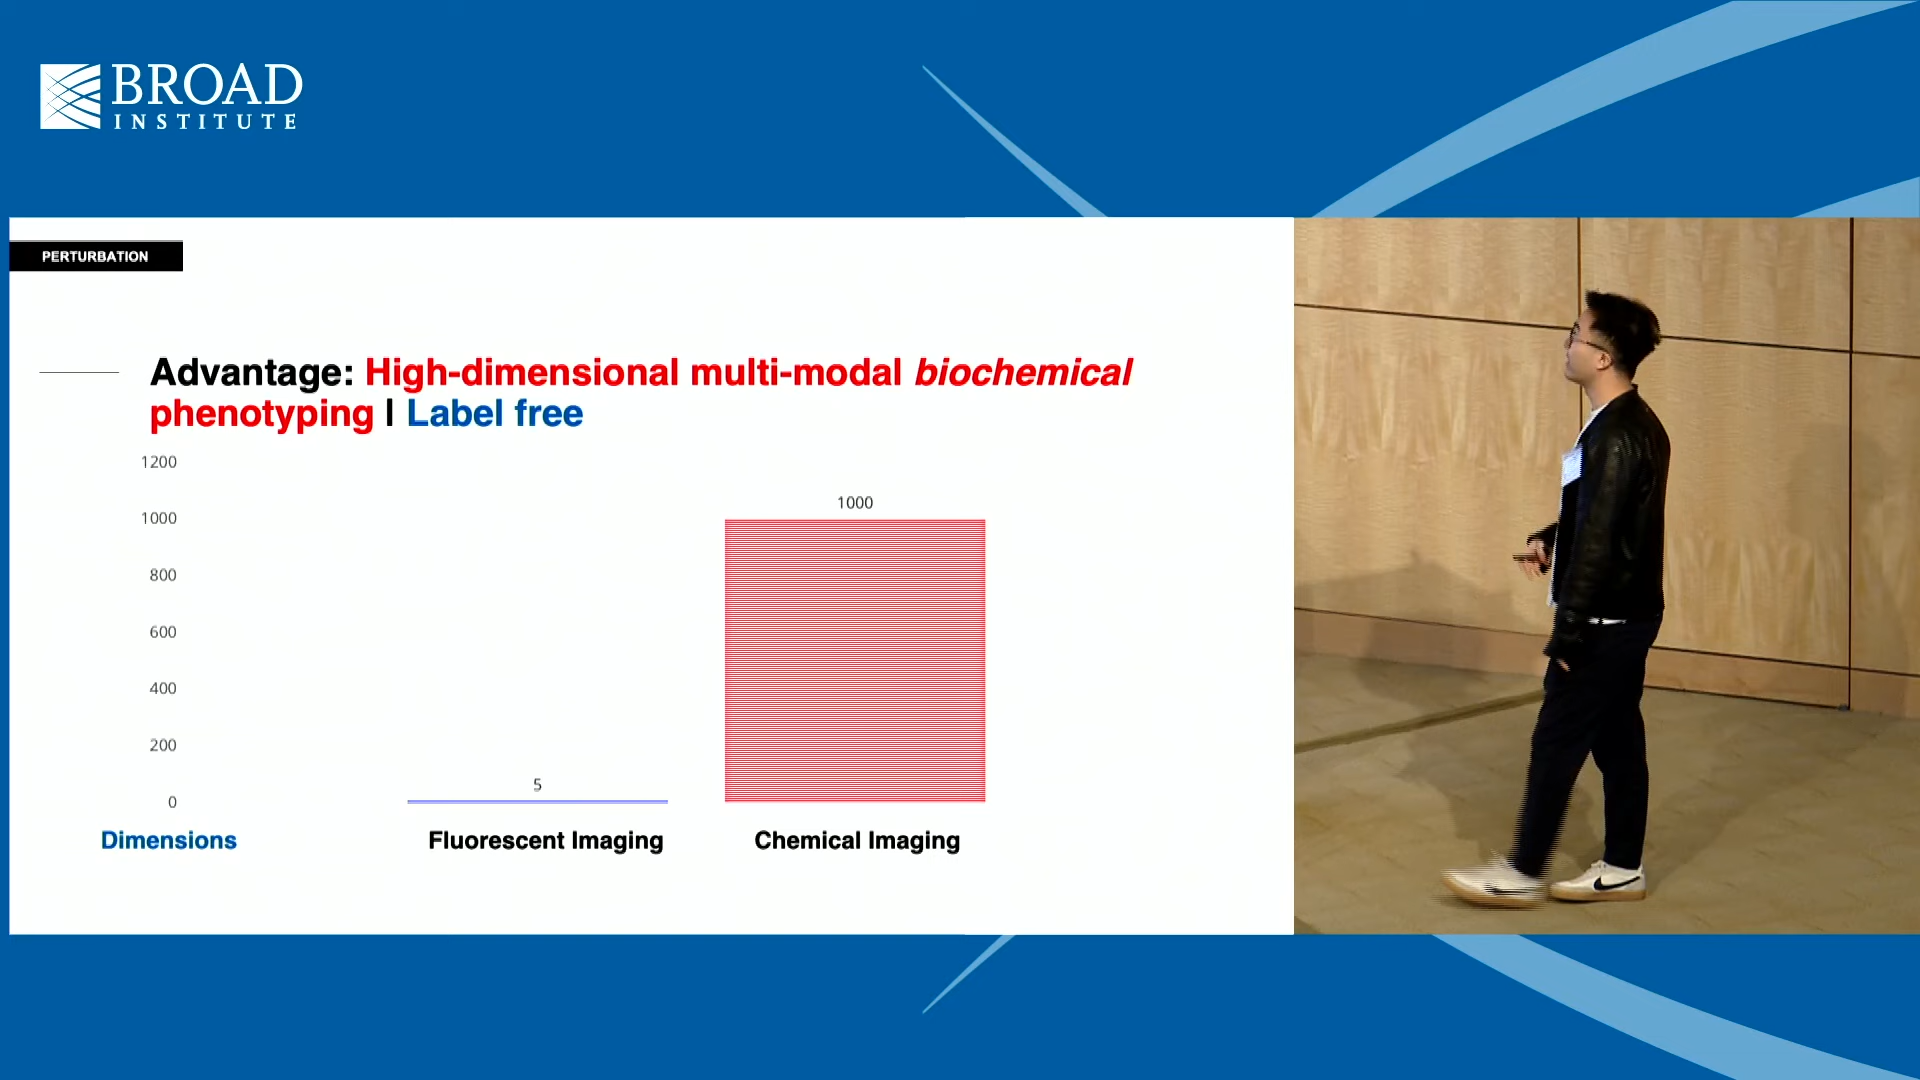 BROAD
INSTITUTE
PERTURBATION
Advantage: High-dimensional multi-modal biochemical
phenotyping | Label free
1200
1000
800
600
400
200
0
1000
5
Dimensions
Fluorescent Imaging
Chemical Imaging